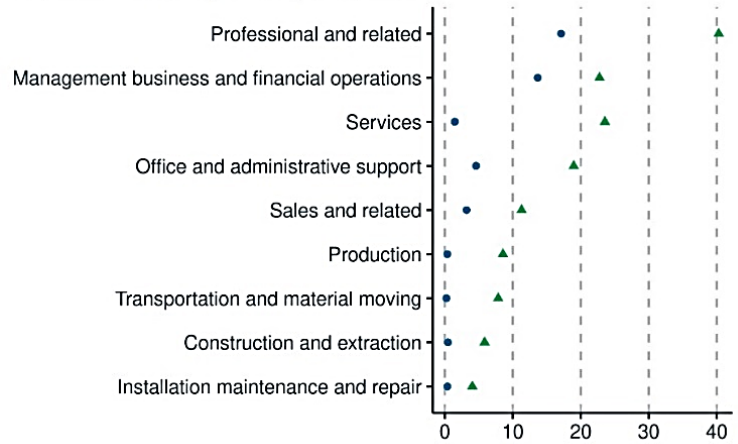 Professional and related
Management business and financial operations
Services
Office and administrative support
Sales and related
Production
Transportation and material moving
Construction and extraction
Installation maintenance and repair
0 10 20 30 40